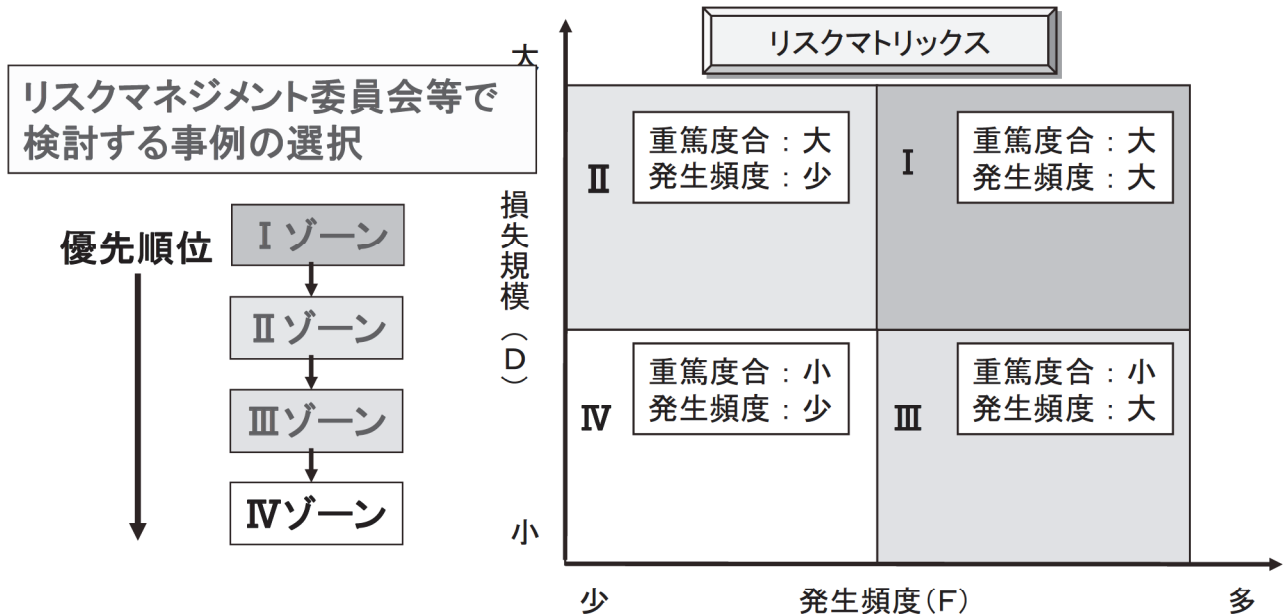 リスクマネジメント委員会等で
検討する事例の選択
優先順位
Ⅰゾーン
Ⅱゾーン
Ⅲゾーン
Ⅳゾーン
リスクマトリックス
大
損失規模（D）
小
Ⅱ
重篤度合：大
発生頻度：少
Ⅰ
重篤度合：大
発生頻度：大
Ⅳ
重篤度合：小
発生頻度：少
Ⅲ
重篤度合：小
発生頻度：大
少
発生頻度（F）
多